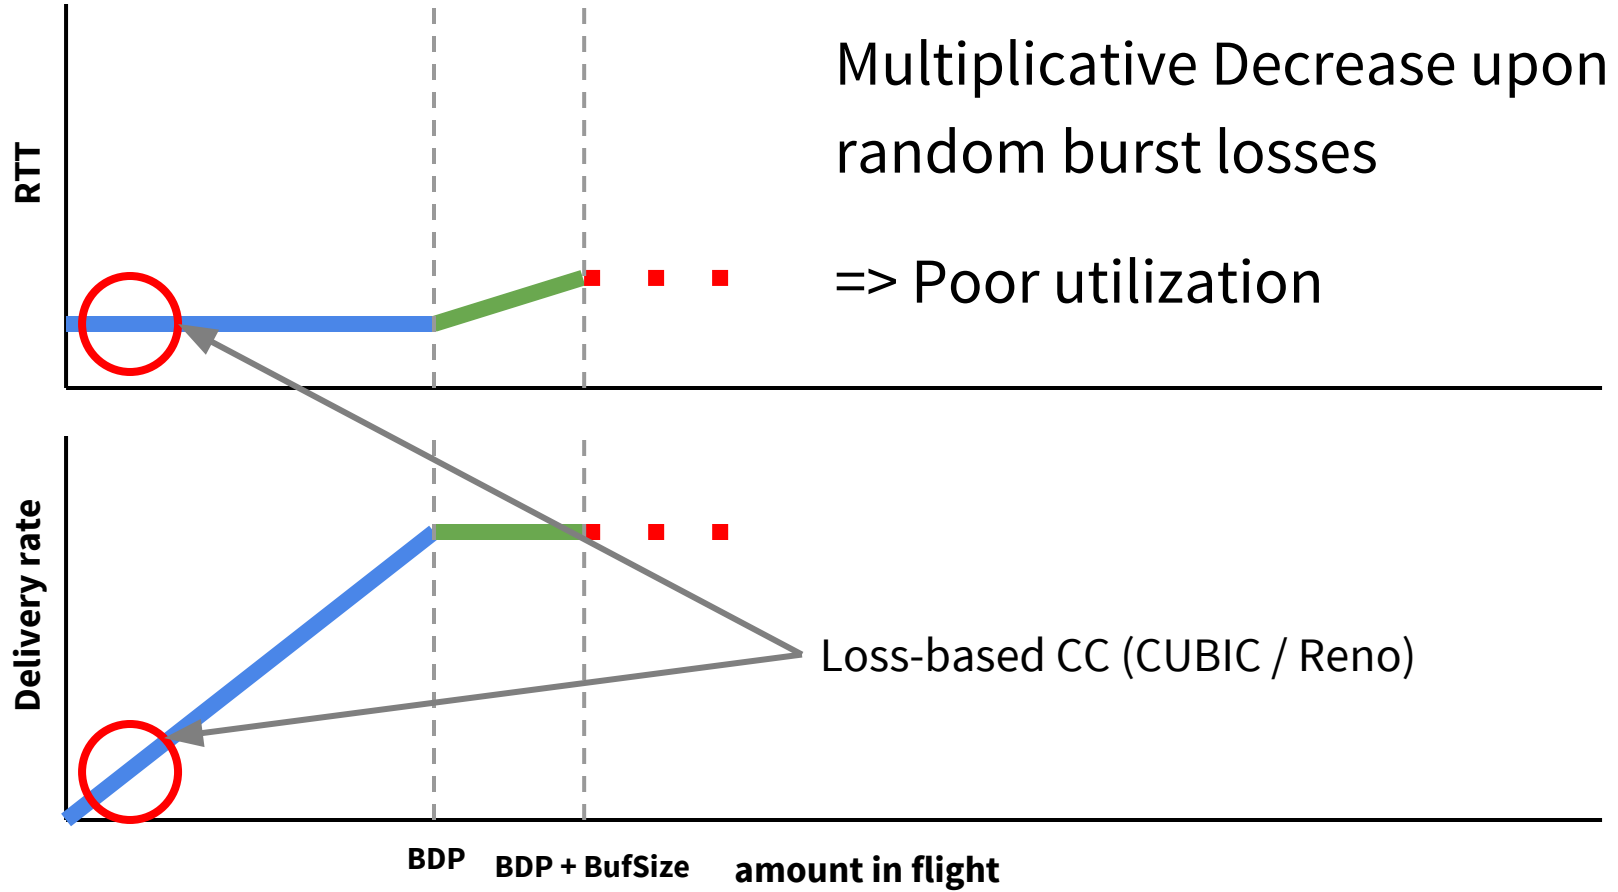 Multiplicative Decrease upon
random burst losses
=> Poor utilization
RTT
Delivery rate
Loss-based CC (CUBIC / Reno)
BDP
BDP + BufSize
amount in flight